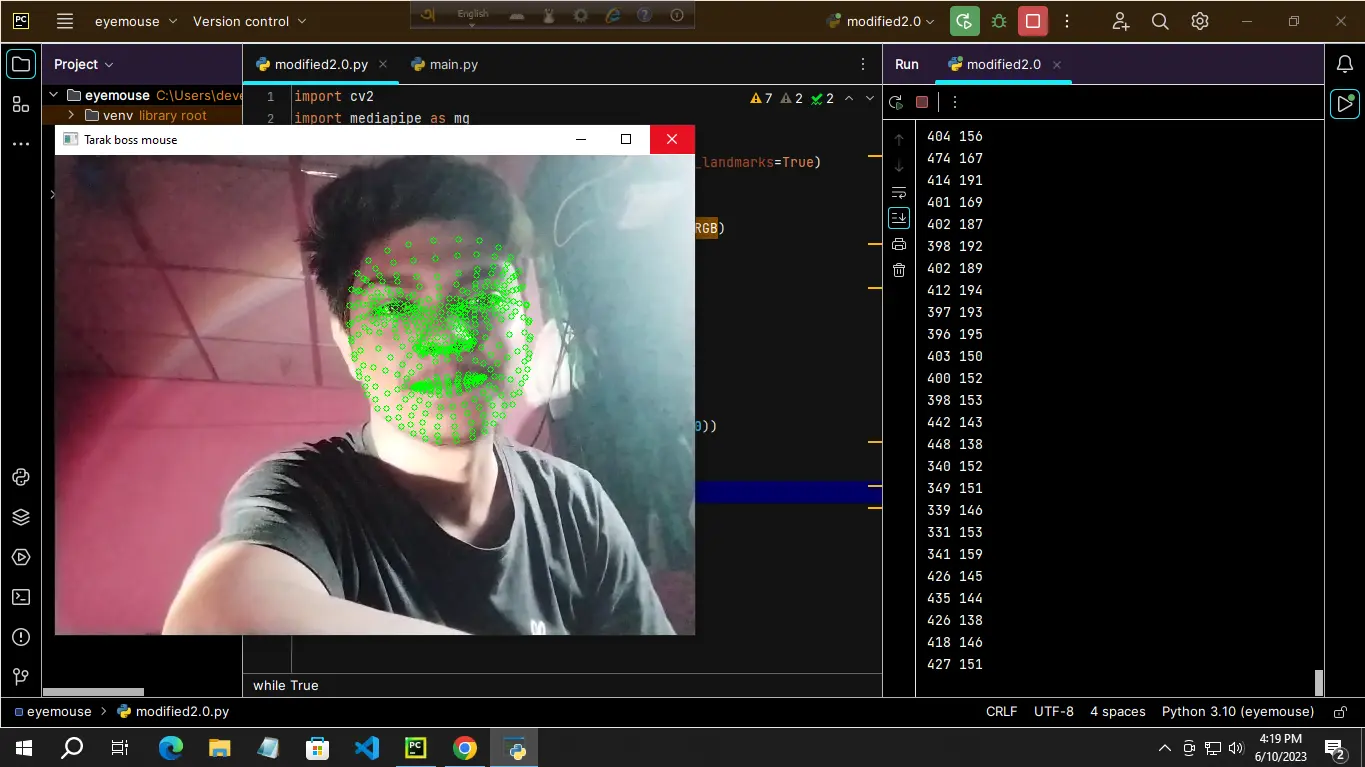 PC
eyemouse
Version control
English
modified2.0
Project
modified2.0.py
main.py
Run
modified2.0
eyemouse C:\Users\deve
venv library root
1
import cv2
7
2
2
2
import mediapipe as mg
Tarak boss mouse
_landmarks=True)
RGB)
0))
404 156
474 167
414 191
401 169
402 187
398 192
402 189
412 194
397 193
396 195
403 150
400 152
398 153
442 143
448 138
340 152
349 151
339 146
331 153
341 159
426 145
435 144
426 138
418 146
427 151
while True
eyemouse
modified2.0.py
CRLF
UTF-8
4 spaces
Python 3.10 (eyemouse)
PC
4:19 PM
6/10/2023
2